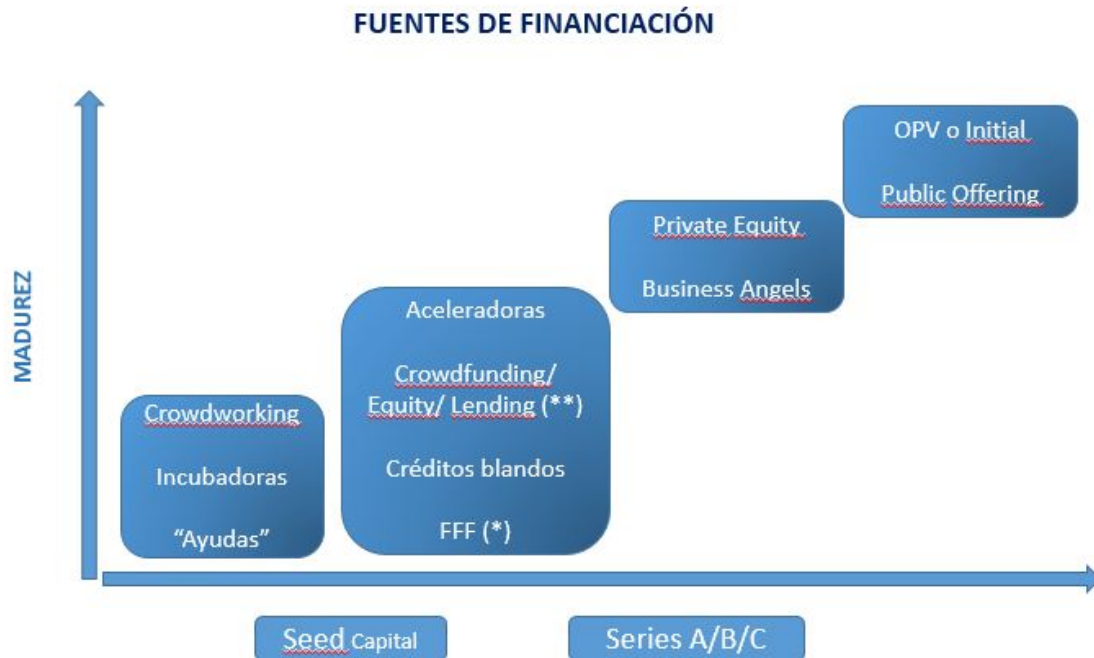 FUENTES DE FINANCIACIÓN
MADUREZ
Crowdworking
Incubadoras
“Ayudas”
Aceleradoras
Crowdfunding/
Equity/ Lending (**)
Créditos blandos
FFF (*)
Private Equity
Business Angels
OPV o Initial
Public Offering
Seed Capital
Series A/B/C